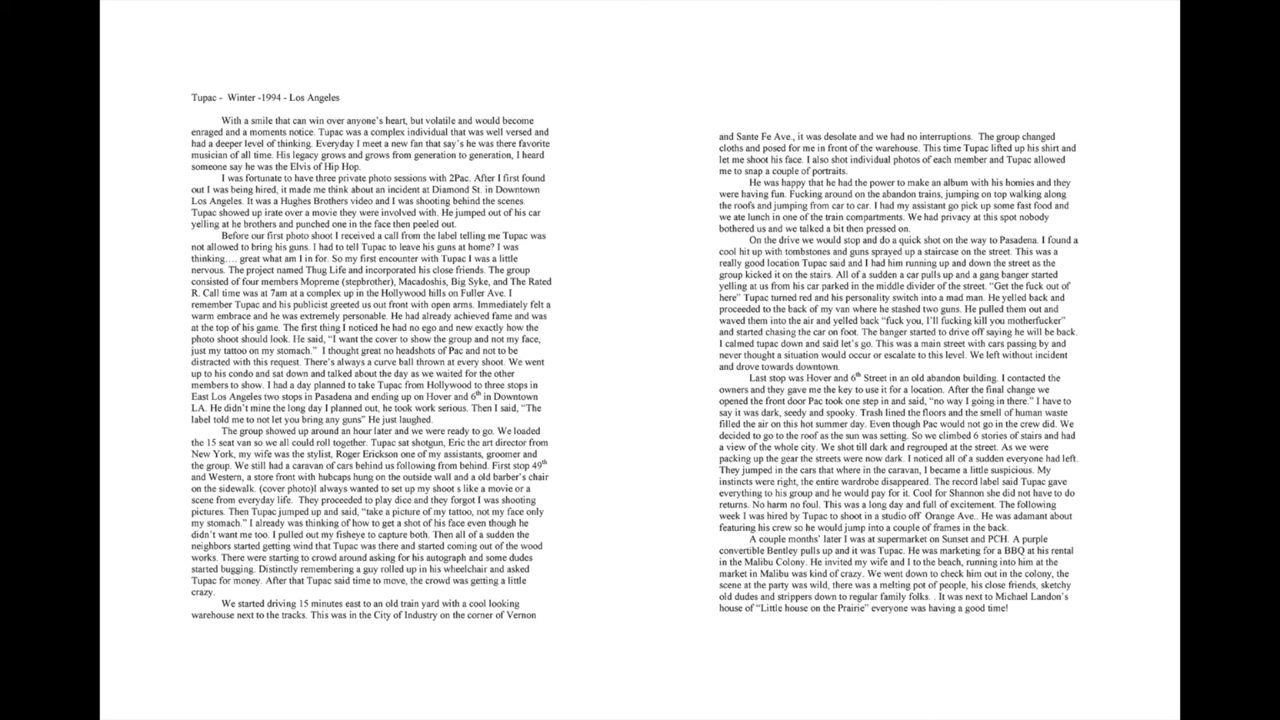 Tupac -  Winter -1994 - Los Angeles
With a smile that can win over anyone's heart, but volatile and would become
enraged and a moments notice. Tupac was a complex individual that was well versed and
had a deeper level of thinking. Everyday I meet a new fan that say's he was there favorite
musician of all time. His legacy grows and grows from generation to generation, I heard
someone say he was the Elvis of Hip Hop.
I was fortunate to have three private photo sessions with 2Pac. After I first found
out I was being hired, it made me think about an incident at Diamond St. in Downtown
Los Angeles. It was a Hughes Brothers video and I was shooting behind the scenes.
Tupac showed up irate over a movie they were involved with. He jumped out of his car
yelling at he brothers and punched one in the face then peeled out.
Before our first photo shoot I received a call from the label telling me Tupac was
not allowed to bring his guns. I had to tell Tupac to leave his guns at home? I was
thinking…. great what am I in for. So my first encounter with Tupac I was a little
nervous. The project named Thug Life and incorporated his close friends. The group
consisted of four members Mopreme (stepbrother), Macadoshis, Big Syke, and The Rated
R. Call time was at 7am at a complex up in the Hollywood hills on Fuller Ave. I
remember Tupac and his publicist greeted us out front with open arms. Immediately felt a
warm embrace and he was extremely personable. He had already achieved fame and was
at the top of his game. The first thing I noticed he had no ego and new exactly how the
photo shoot should look. He said, "I want the cover to show the group and not my face,
just my tattoo on my stomach."  I thought great no headshots of Pac and not to be
distracted with this request. There's always a curve ball thrown at every shoot. We went
up to his condo and sat down and talked about the day as we waited for the other
members to show. I had a day planned to take Tupac from Hollywood to three stops in
East Los Angeles two stops in Pasadena and ending up on Hover and 6th in Downtown
LA. He didn't mine the long day I planned out, he took work serious. Then I said, "The
label told me to not let you bring any guns" He just laughed.
The group showed up around an hour later and we were ready to go. We loaded
the 15 seat van so we all could roll together. Tupac sat shotgun, Eric the art director from
New York, my wife was the stylist, Roger Erickson one of my assistants, groomer and
the group. We still had a caravan of cars behind us following from behind. First stop 49th
and Western, a store front with hubcaps hung on the outside wall and a old barber's chair
on the sidewalk. (cover photo)I always wanted to set up my shoot s like a movie or a
scene from everyday life.  They proceeded to play dice and they forgot I was shooting
pictures. Then Tupac jumped up and said, "take a picture of my tattoo, not my face only
my stomach." I already was thinking of how to get a shot of his face even though he
didn't want me too. I pulled out my fisheye to capture both. Then all of a sudden the
neighbors started getting wind that Tupac was there and started coming out of the wood
works. There were starting to crowd around asking for his autograph and some dudes
started bugging. Distinctly remembering a guy rolled up in his wheelchair and asked
Tupac for money. After that Tupac said time to move, the crowd was getting a little
crazy.
We started driving 15 minutes east to an old train yard with a cool looking
warehouse next to the tracks. This was in the City of Industry on the corner of Vernon
and Sante Fe Ave., it was desolate and we had no interruptions.  The group changed
cloths and posed for me in front of the warehouse. This time Tupac lifted up his shirt and
let me shoot his face. I also shot individual photos of each member and Tupac allowed
me to snap a couple of portraits.
He was happy that he had the power to make an album with his homies and they
were having fun. Fucking around on the abandon trains, jumping on top walking along
the roofs and jumping from car to car. I had my assistant go pick up some fast food and
we ate lunch in one of the train compartments. We had privacy at this spot nobody
bothered us and we talked a bit then pressed on.
On the drive we would stop and do a quick shot on the way to Pasadena. I found a
cool hit up with tombstones and guns sprayed up a staircase on the street. This was a
really good location Tupac said and I had him running up and down the street as the
group kicked it on the stairs. All of a sudden a car pulls up and a gang banger started
yelling at us from his car parked in the middle divider of the street. "Get the fuck out of
here" Tupac turned red and his personality switch into a mad man. He yelled back and
proceeded to the back of my van where he stashed two guns. He pulled them out and
waved them into the air and yelled back "fuck you, I'll fucking kill you motherfucker"
and started chasing the car on foot. The banger started to drive off saying he will be back.
I calmed tupac down and said let's go. This was a main street with cars passing by and
never thought a situation would occur or escalate to this level. We left without incident
and drove towards downtown.
Last stop was Hover and 6th Street in an old abandon building. I contacted the
owners and they gave me the key to use it for a location. After the final change we
opened the front door Pac took one step in and said, "no way I going in there." I have to
say it was dark, seedy and spooky. Trash lined the floors and the smell of human waste
filled the air on this hot summer day. Even though Pac would not go in the crew did. We
decided to go to the roof as the sun was setting. So we climbed 6 stories of stairs and had
a view of the whole city. We shot till dark and regrouped at the street. As we were
packing up the gear the streets were now dark. I noticed all of a sudden everyone had left.
They jumped in the cars that where in the caravan, I became a little suspicious. My
instincts were right, the entire wardrobe disappeared. The record label said Tupac gave
everything to his group and he would pay for it. Cool for Shannon she did not have to do
returns. No harm no foul. This was a long day and full of excitement. The following
week I was hired by Tupac to shoot in a studio off  Orange Ave.. He was adamant about
featuring his crew so he would jump into a couple of frames in the back.
A couple months' later I was at supermarket on Sunset and PCH. A purple
convertible Bentley pulls up and it was Tupac. He was marketing for a BBQ at his rental
in the Malibu Colony. He invited my wife and I to the beach, running into him at the
market in Malibu was kind of crazy. We went down to check him out in the colony, the
scene at the party was wild, there was a melting pot of people, his close friends, sketchy
old dudes and strippers down to regular family folks. . It was next to Michael Landon's
house of "Little house on the Prairie" everyone was having a good time!